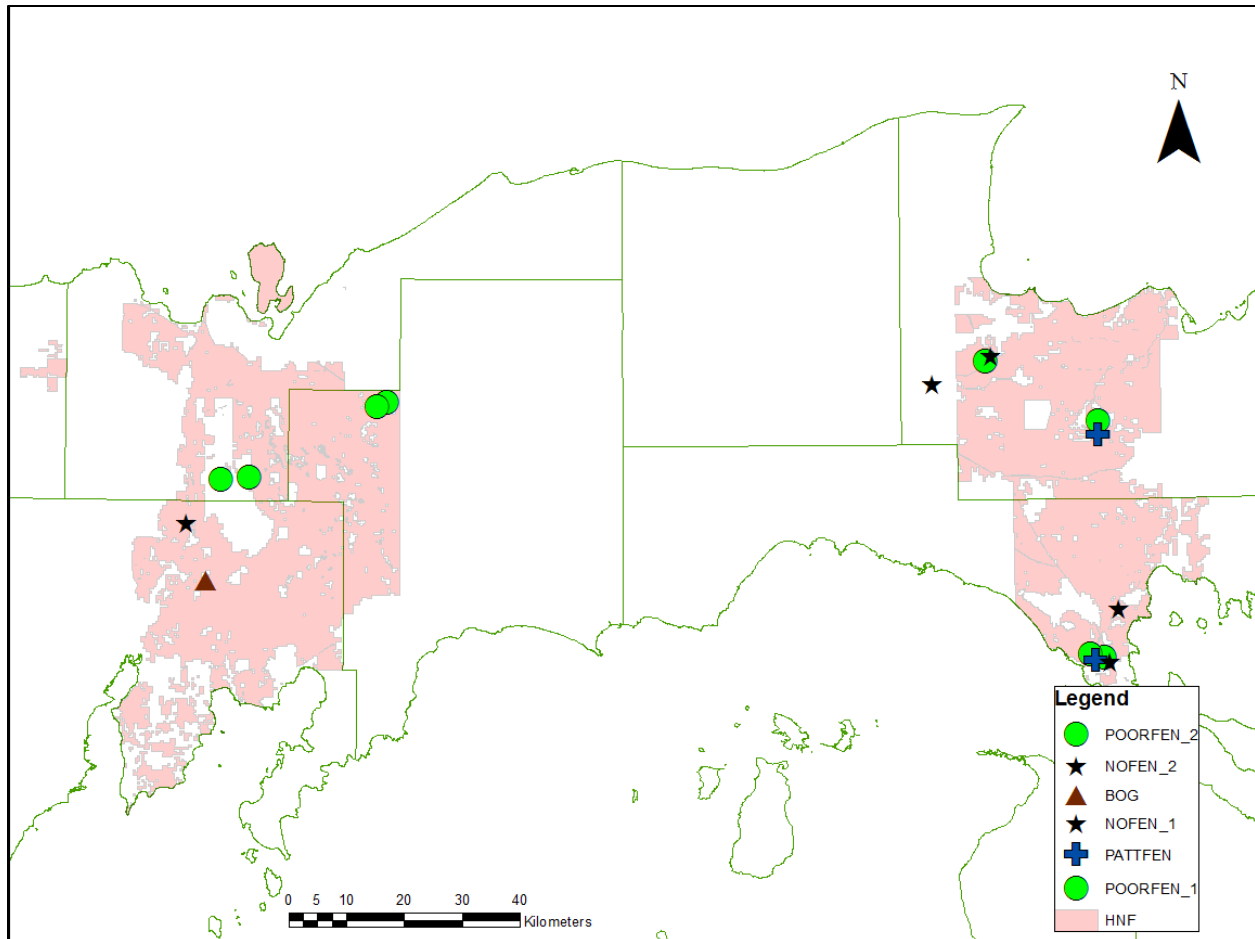 N
Legend
POORFEN_2
NOFEN_2
BOG
NOFEN_1
PATTFEN
POORFEN_1
HNF
0 5 10 20 30 40
Kilometers